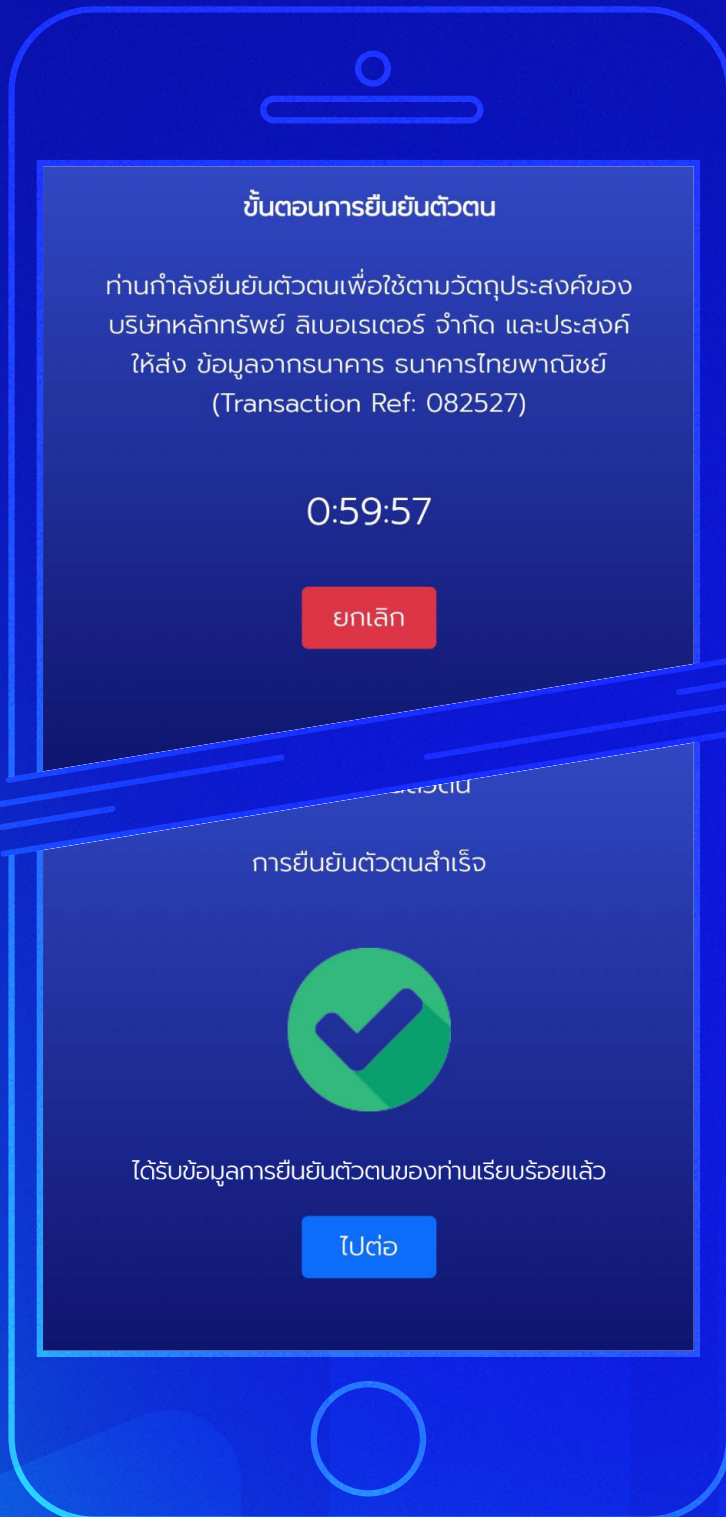 ขั้นตอนการยืนยันตัวตน
ท่านกำลังยืนยันตัวตนเพื่อใช้ตามวัตถุประสงค์ของ
บริษัทหลักทรัพย์ ลิเบอเรเตอร์ จำกัด และประสงค์
ให้ส่ง ข้อมูลจากธนาคาร ธนาคารไทยพาณิชย์
(Transaction Ref: 082527)
0:59:57
ยกเลิก
การยืนยันตัวตนสำเร็จ
ได้รับข้อมูลการยืนยันตัวตนของท่านเรียบร้อยแล้ว
ไปต่อ